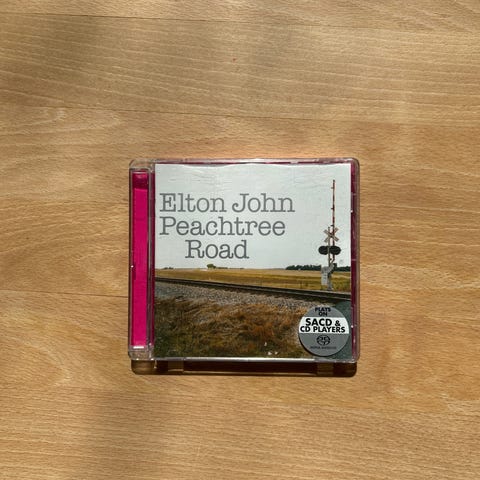 Elton John
Peachtree
Road
PLAYS
ON
SACD &
CD PLAYERS